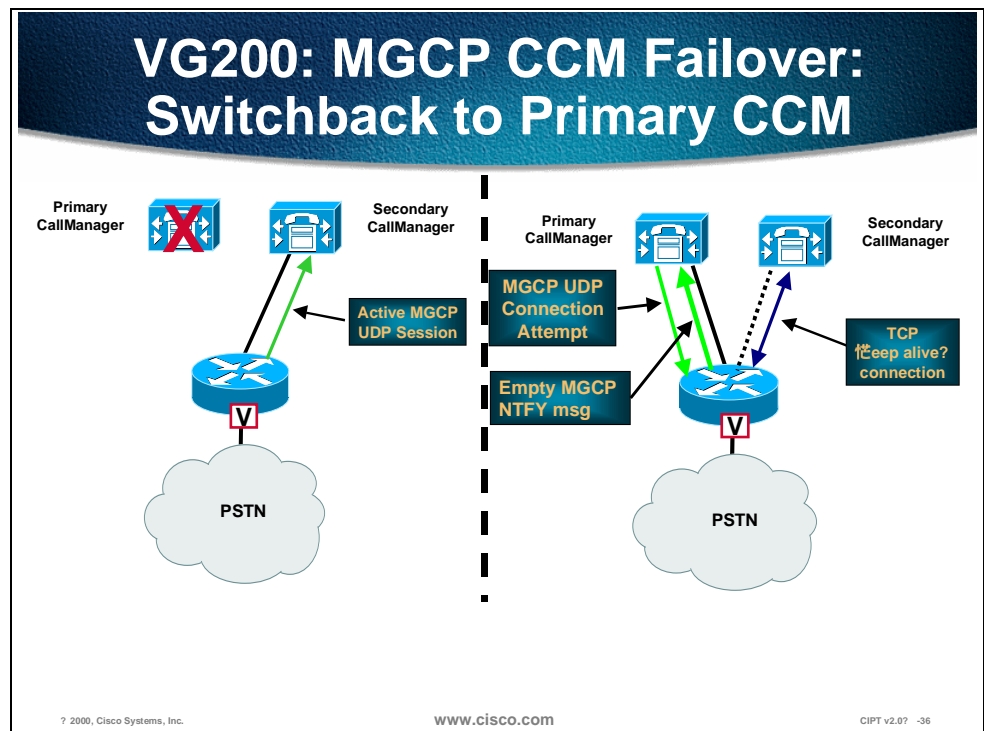 VG200: MGCP CCM Failover:
Switchback to Primary CCM
Primary
CallManager
X
Secondary
CallManager
Active MGCP
UDP Session
V
PSTN
Primary
CallManager
Secondary
CallManager
MGCP UDP
Connection
Attempt
Empty MGCP
NTFY msg
TCP
恾eep alive?
connection
V
PSTN
? 2000, Cisco Systems, Inc.
www.cisco.com
CIPT v2.0? -36